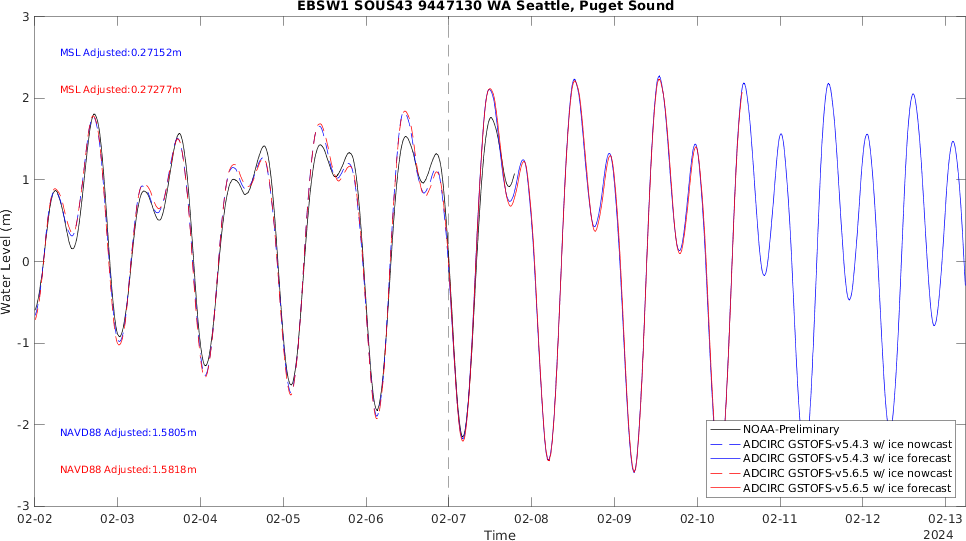 EBSW1 SOUS43 9447130 WA Seattle, Puget Sound
3
2
1
0
-1
-2
-3
Water Level (m)
MSL Adjusted:0.27152m
MSL Adjusted:0.27277m
NAVD88 Adjusted:1.5805m
NAVD88 Adjusted:1.5818m
NOAA-Preliminary
ADCIRC GSTOFS-v5.4.3 w/ ice nowcast
ADCIRC GSTOFS-v5.4.3 w/ ice forecast
ADCIRC GSTOFS-v5.6.5 w/ ice nowcast
ADCIRC GSTOFS-v5.6.5 w/ ice forecast
02-02 02-03 02-04 02-05 02-06 02-07 02-08 02-09 02-10 02-11 02-12 02-13
Time
2024